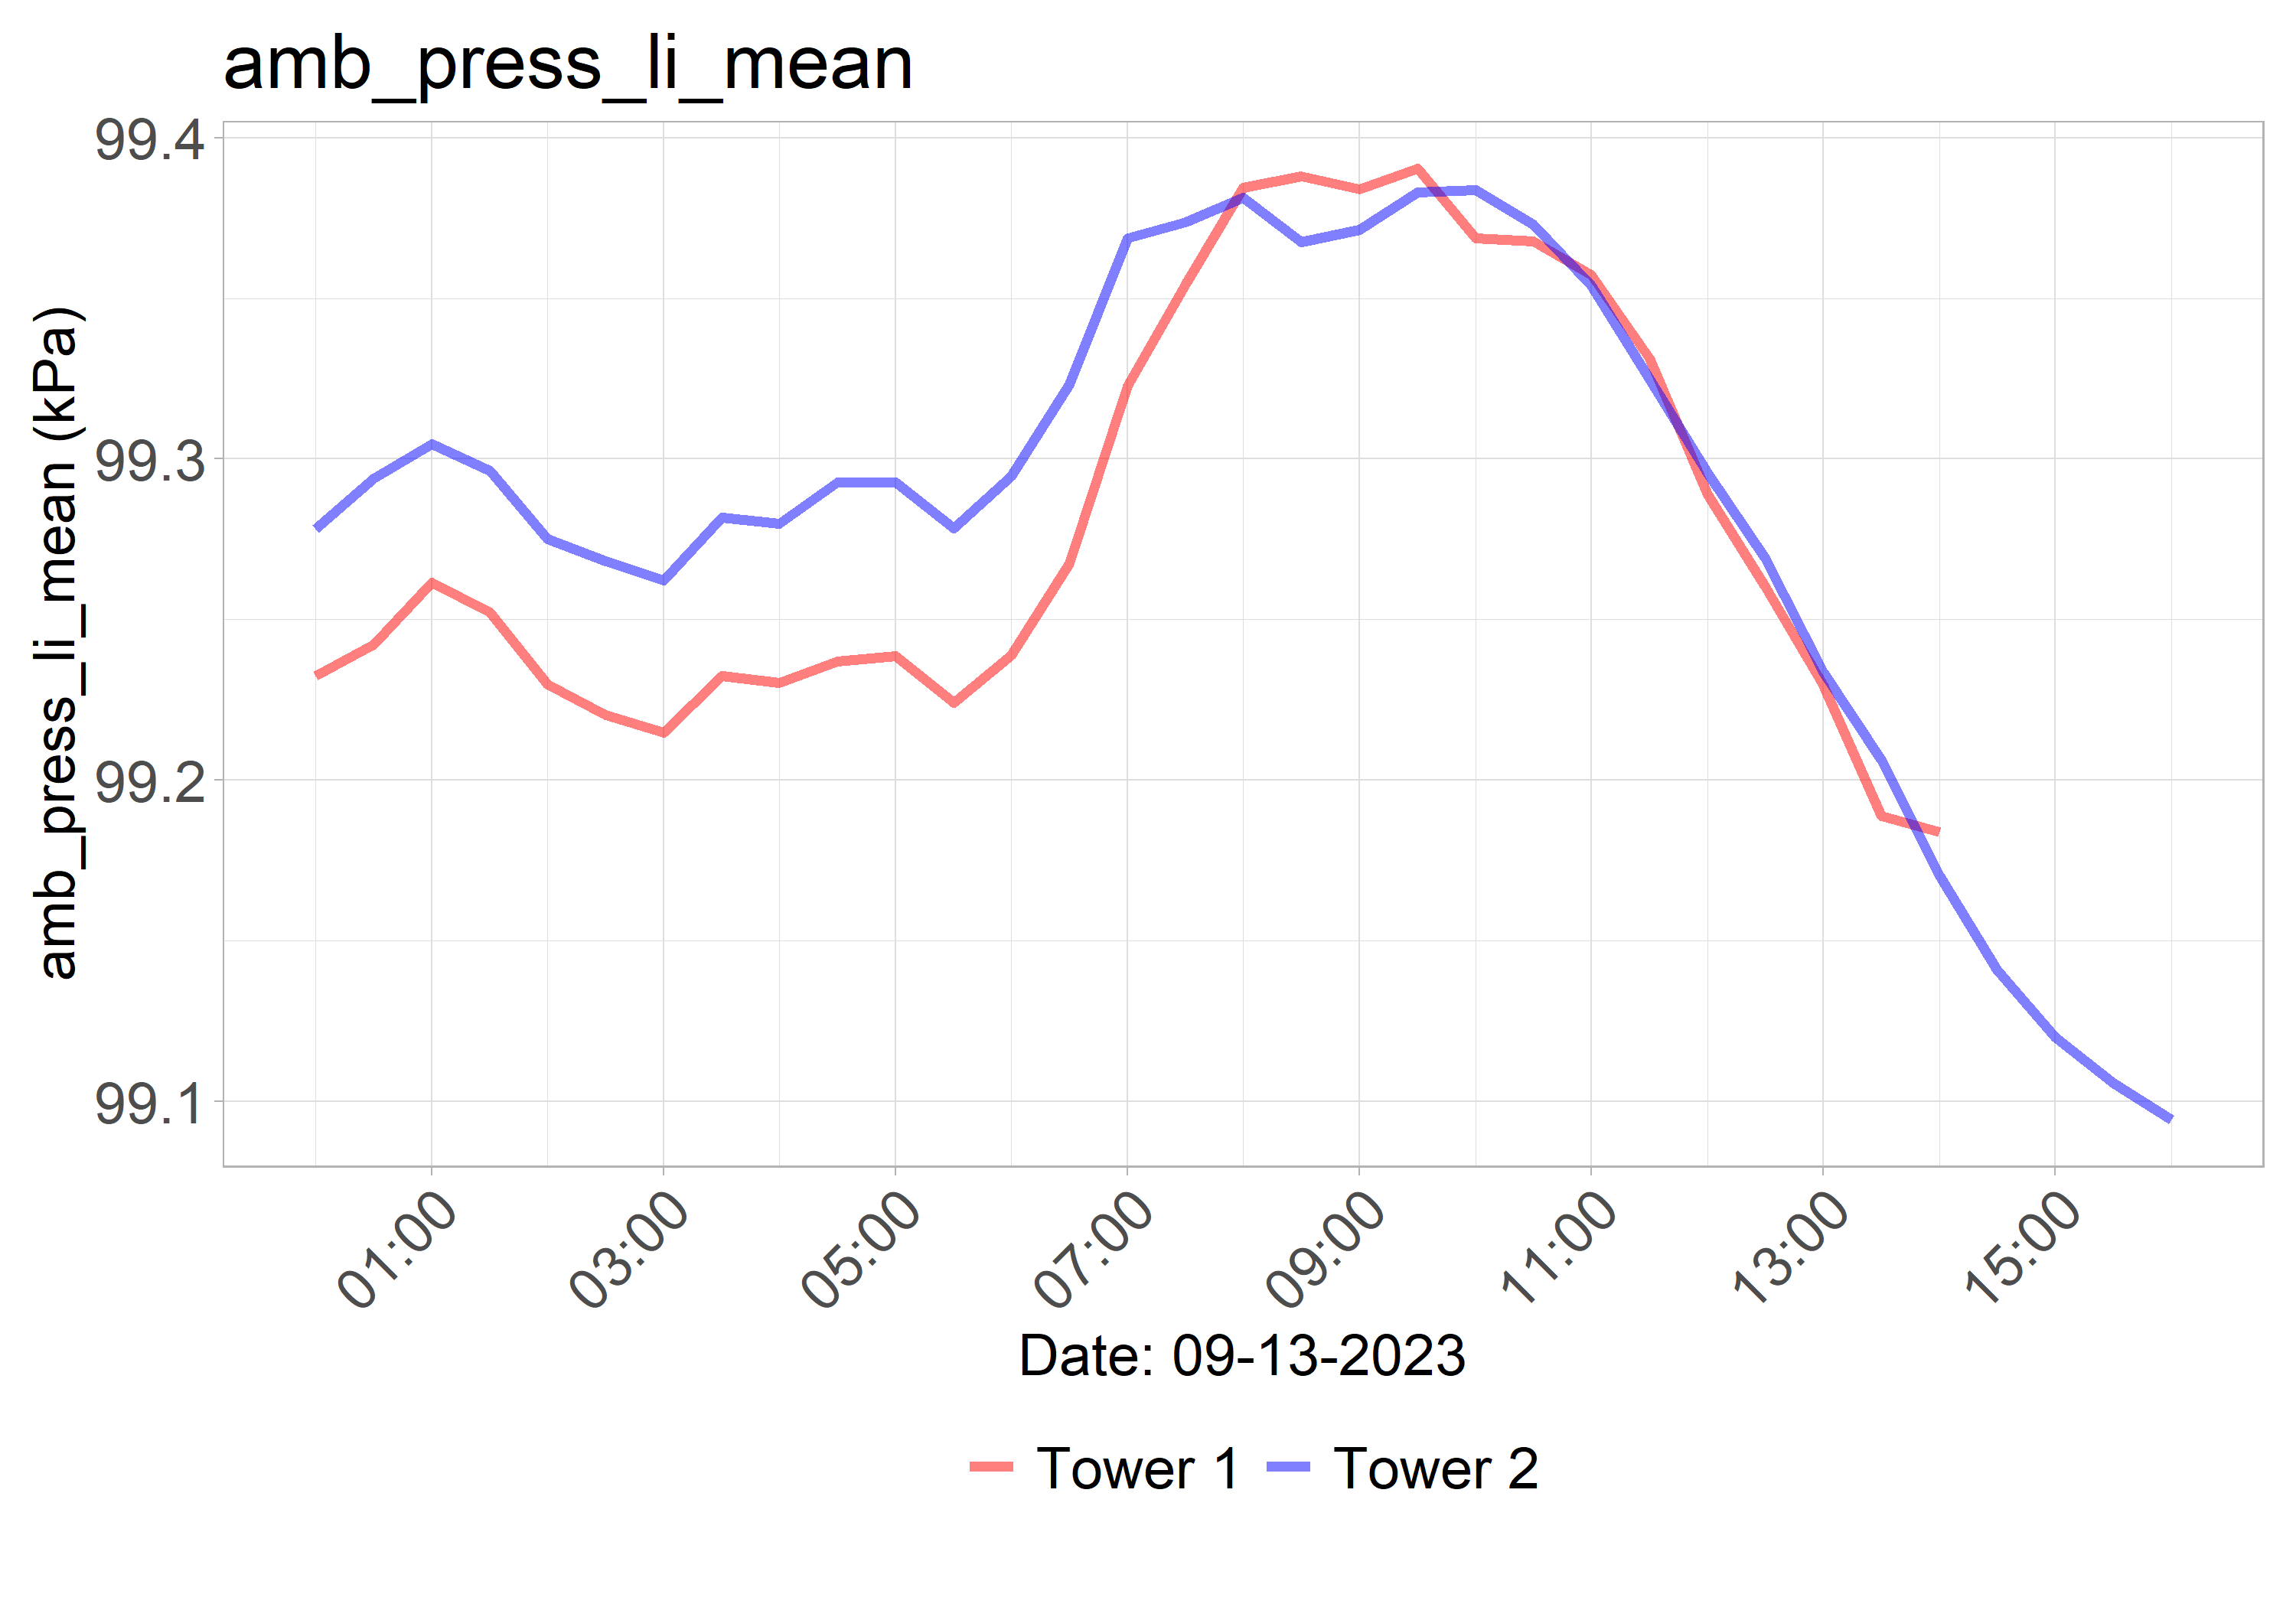 amb_press_li_mean
amb_press_li_mean (kPa)
99.4
99.3
99.2
99.1
01:00 03:00 05:00 07:00 09:00 11:00 13:00 15:00
Date: 09-13-2023
Tower 1 Tower 2